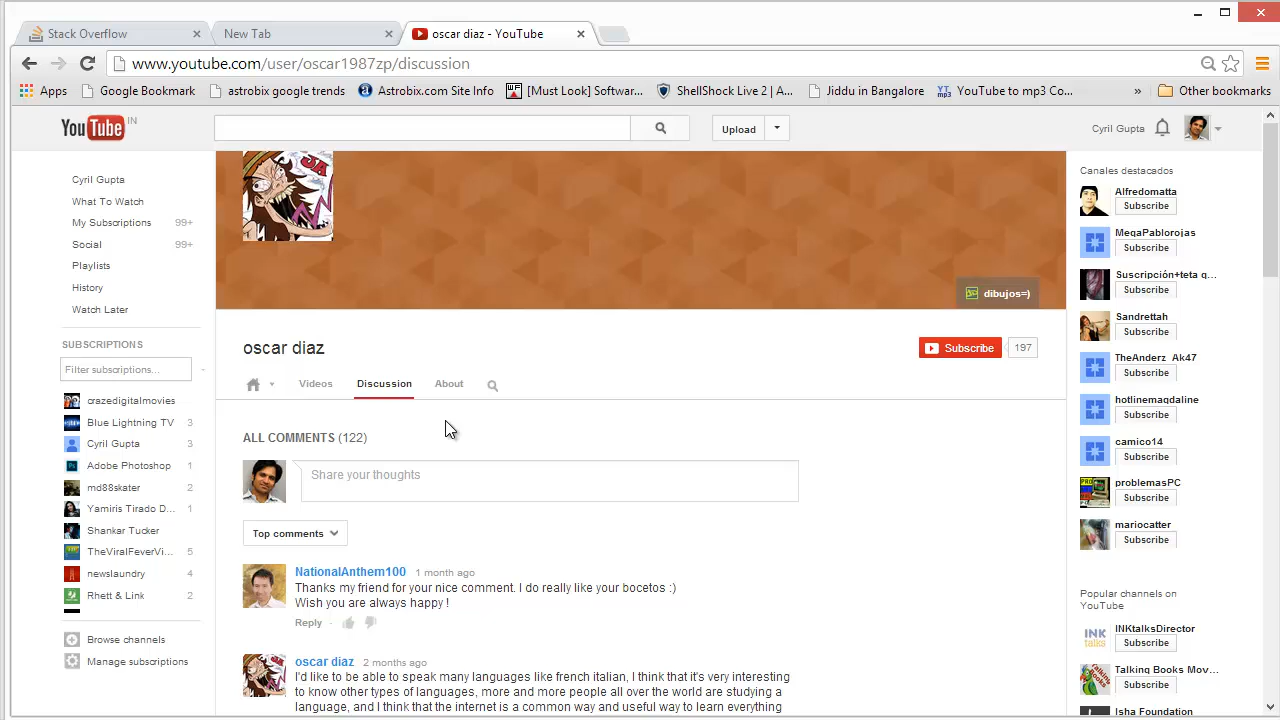 Stack Overflow
New Tab
oscar diaz - YouTube
www.youtube.com/user/oscar1987zp/discussion
Apps
Google Bookmark
astrobix google trends
Astrobix.com Site Info
[Must Look] Softwar...
ShellShock Live 2 | A...
Jiddu in Bangalore
YouTube to mp3 Co...
»
Other bookmarks
YouTube IN
Upload
Cyril Gupta
Cyril Gupta
What To Watch
My Subscriptions 99+
Social 99+
Playlists
History
Watch Later
SUBSCRIPTIONS
Filter subscriptions...
crazedigitalmovies
Blue Lightning TV 3
Cyril Gupta 3
Adobe Photoshop 1
md88skater 2
Yamiris Tirado D... 1
Shankar Tucker
TheViralFeverVi... 5
newslaundry 4
Rhett & Link 2
Browse channels
Manage subscriptions
dibujos=)
oscar diaz
Subscribe 197
Videos
Discussion
About
ALL COMMENTS (122)
Share your thoughts
Top comments
NationalAnthem100 1 month ago
Thanks my friend for your nice comment. I do really like your bocetos :)
Wish you are always happy !
Reply
oscar diaz 2 months ago
I'd like to be able to speak many languages like french italian, I think that it's very interesting
to know other types of languages, more and more people all over the world are studying a
language, and I think that the internet is a common way and useful way to learn everything
Canales destacados
Alfredomatta
Subscribe
MegaPablorojas
Subscribe
Suscripción+teta q...
Subscribe
Sandrettah
Subscribe
TheAnderz Ak47
Subscribe
hotlinemagdaline
Subscribe
camico14
Subscribe
problemasPC
Subscribe
mariocatter
Subscribe
Popular channels on
YouTube
INKtalksDirector
Subscribe
Talking Books Mov...
Subscribe
Isha Foundation